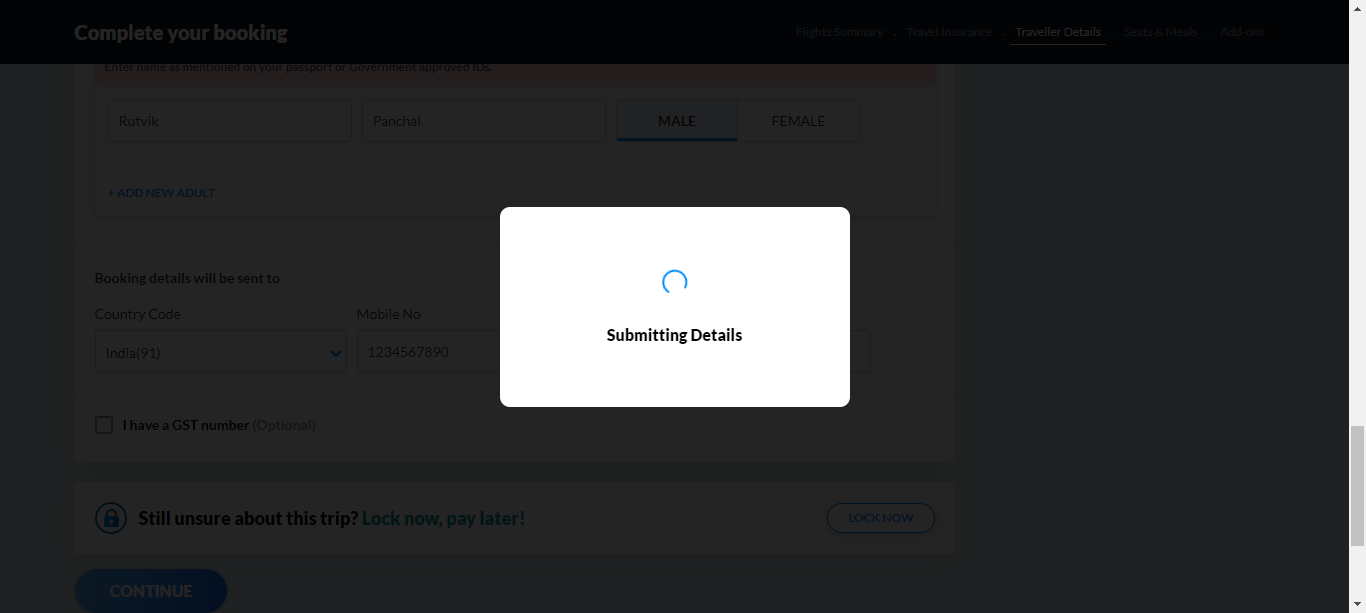 Complete your booking
Flights Summary . Travel Insurance . Traveller Details . Seats & Meals . Add-ons
Enter name as mentioned on your passport or Government approved IDs.
Rutvik Panchal MALE FEMALE
+ ADD NEW ADULT
Booking details will be sent to
Country Code Mobile No
India(91) 1234567890
Submitting Details
I have a GST number (Optional)
Still unsure about this trip? Lock now, pay later! LOCK NOW
CONTINUE